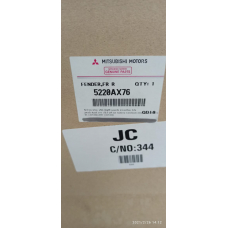 MITSUBISHI MOTORS
GENUINE PARTS
FENDER,FR R QTY: 1
5220AX76
JC
C/NO:344